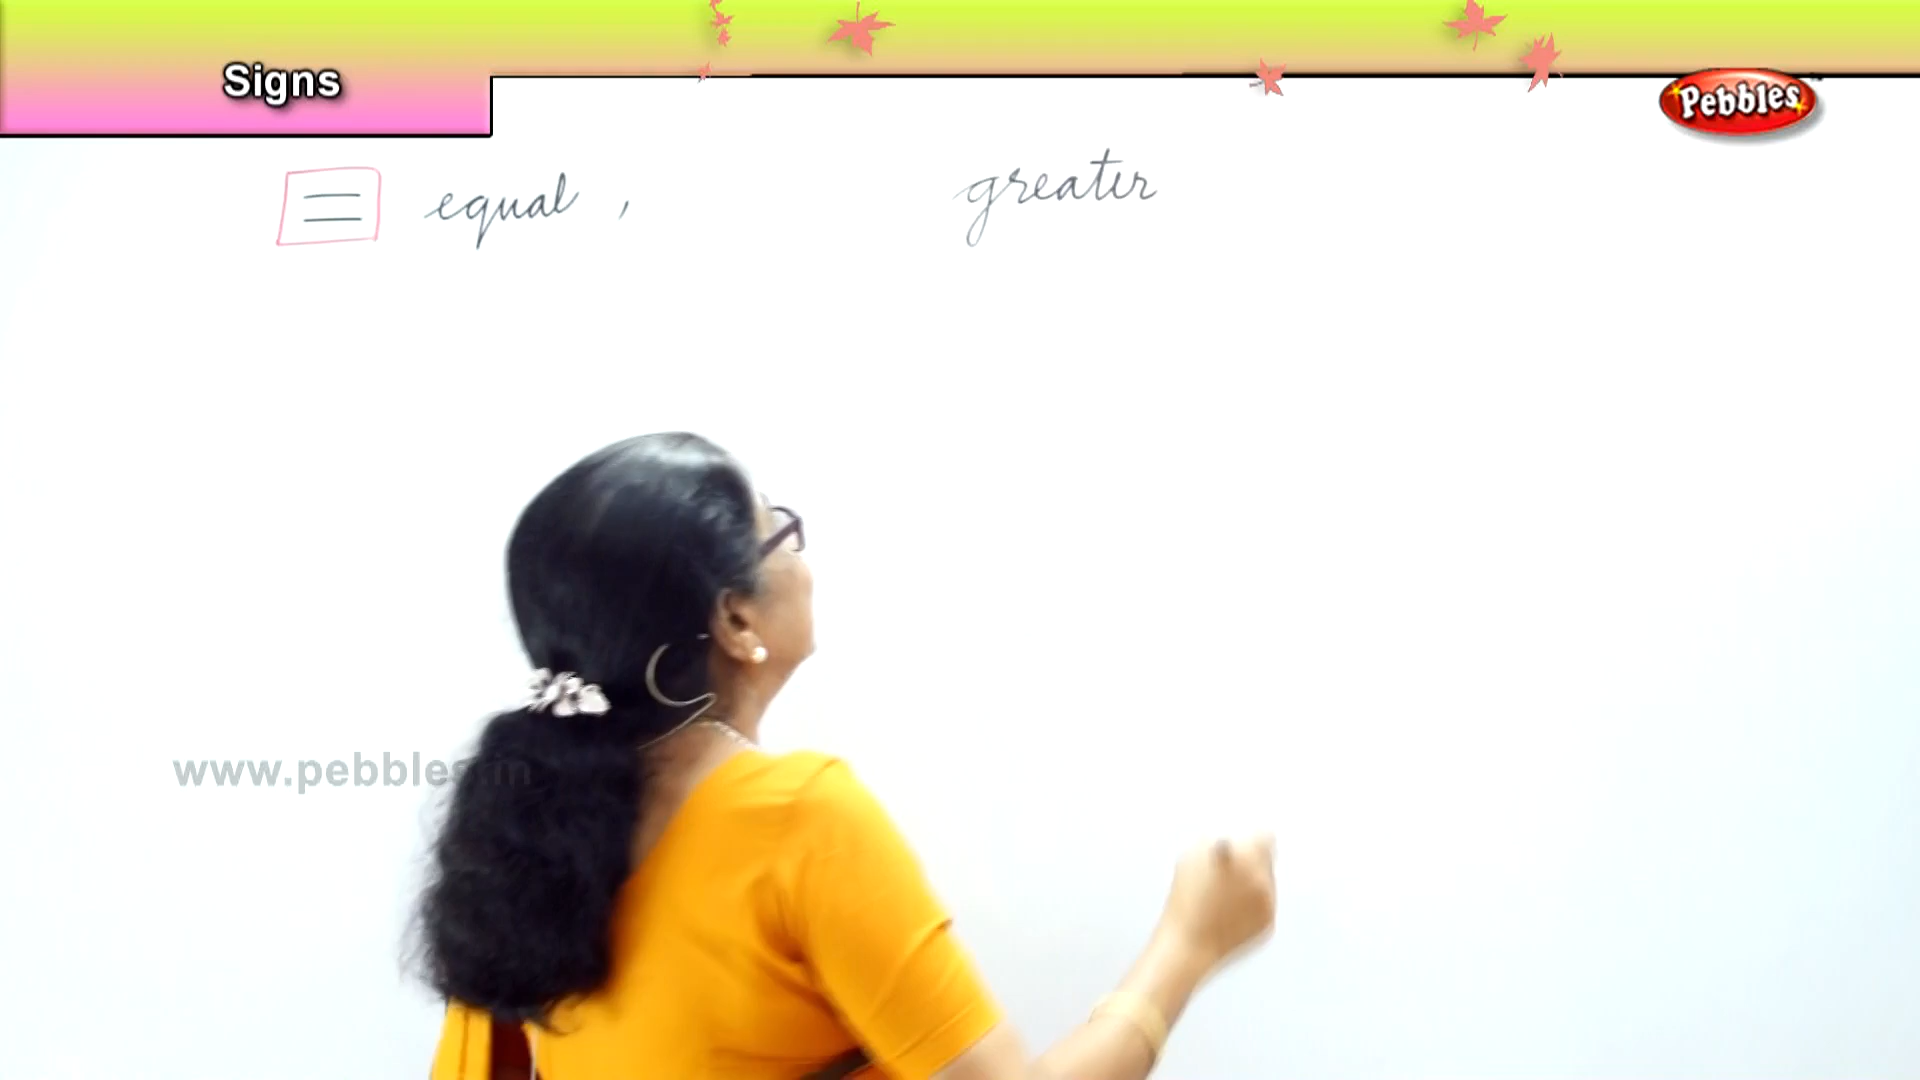 Signs
Pebbles
= equal , greater
www.pebbles.in